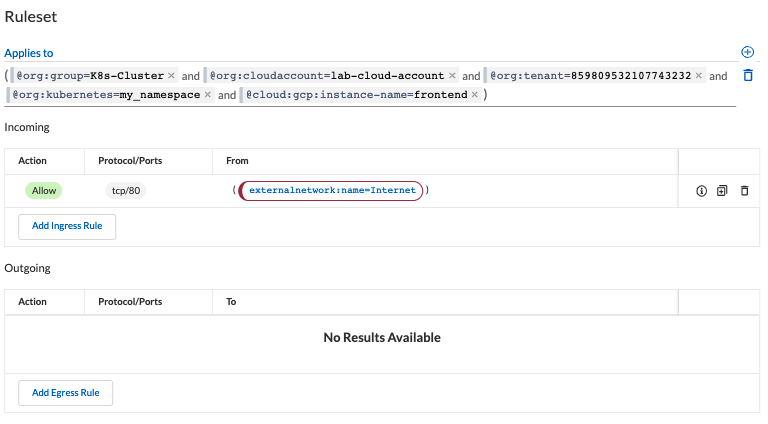 Ruleset
Applies to
( @org:group=K8s-Cluster × and @org:cloudaccount=lab-cloud-account × and @org:tenant=859809532107743232 × and
@org:kubernetes=my_namespace × and @cloud:gcp:instance-name=frontend × )
Incoming
Action Protocol/Ports From
Allow tcp/80 ( externalnetwork:name=Internet )
Add Ingress Rule
Outgoing
Action Protocol/Ports To
No Results Available
Add Egress Rule